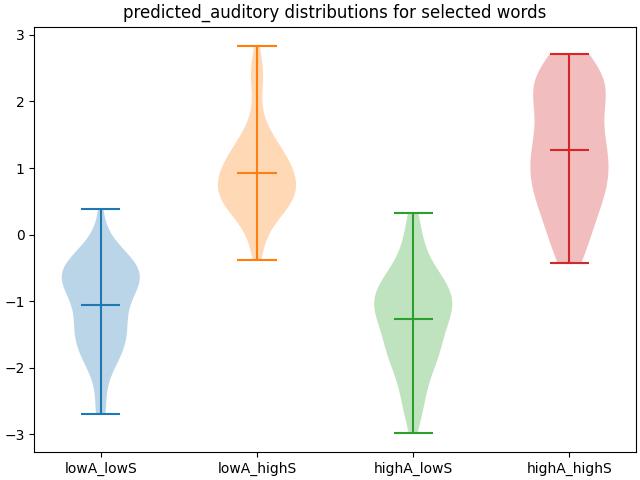 predicted_auditory distributions for selected words
3
2
1
0
−1
−2
−3
lowA_lowS
lowA_highS
highA_lowS
highA_highS